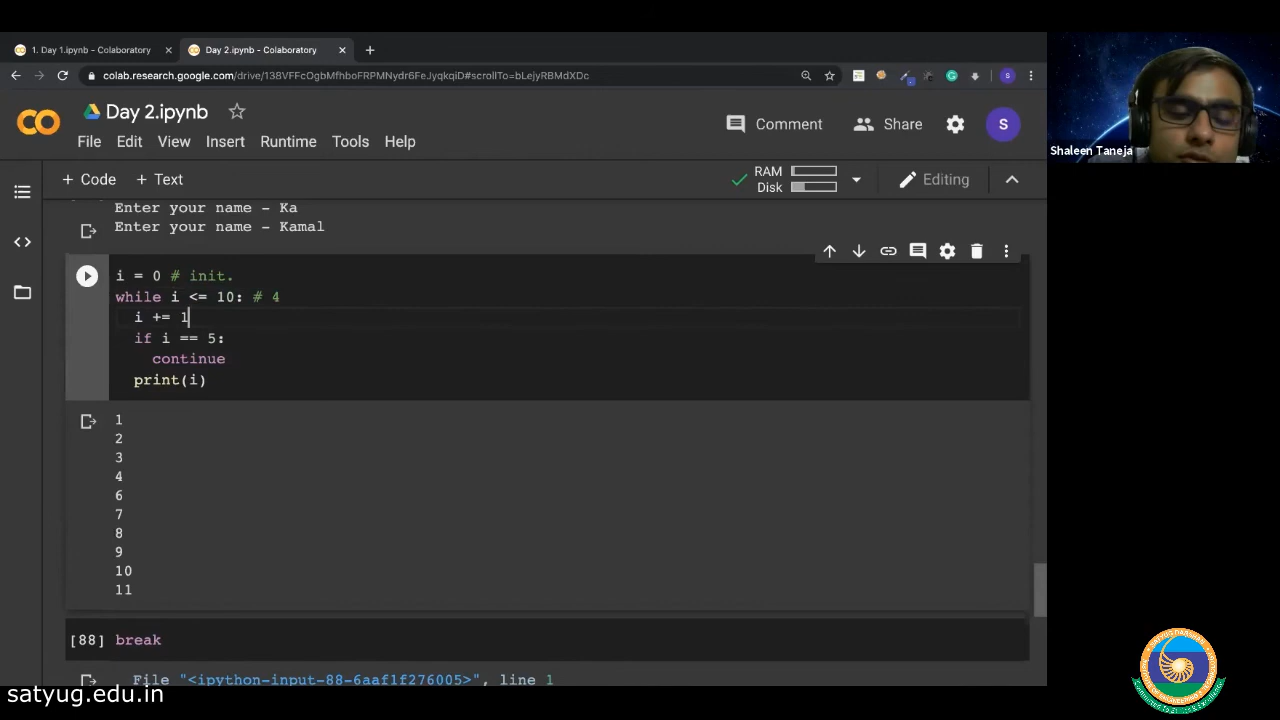 1. Day 1.ipynb - Colaboratory
Day 2.ipynb - Colaboratory
colab.research.google.com/drive/138VFFcOgbMfhboFRPMNydr6FeJyqkqiD#scrollTo=bLejyRBMdXDc
Day 2.ipynb
File Edit View Insert Runtime Tools Help
Comment Share S
+ Code + Text
RAM
Disk
Editing
Enter your name - Ka
Enter your name - Kamal
i = 0 # init.
while i <= 10: # 4
i += 1
if i == 5:
continue
print(i)
1
2
3
4
6
7
8
9
10
11
[88] break
File "<ipython-input-88-6aaf1f276005>", line 1
Shaleen Taneja
satyug.edu.in